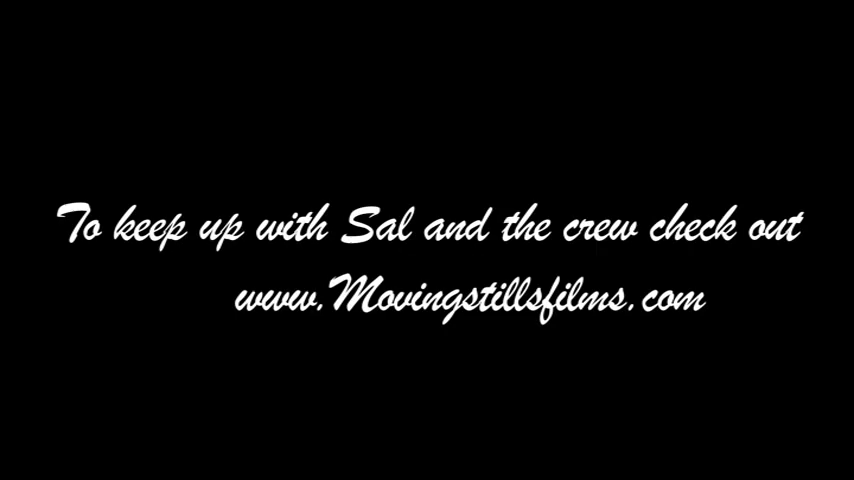 To keep up with Sal and the crew check out
www.Movingstillsfilms.com